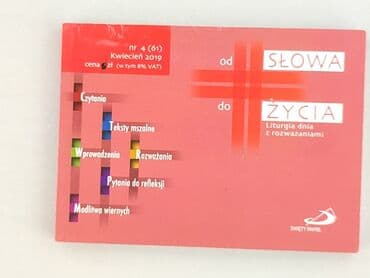 nr 4 (61)
Kwiecień 2019
cena zł (w tym 8% VAT)
od SŁOWA
do ŻYCIA
Liturgia dnia
z rozważaniami
Czytania
Teksty mszalne
Wprowadzenia
Rozważania
Pytania do refleksji
Modlitwa wiernych
ŚWIĘTY PAWEŁ